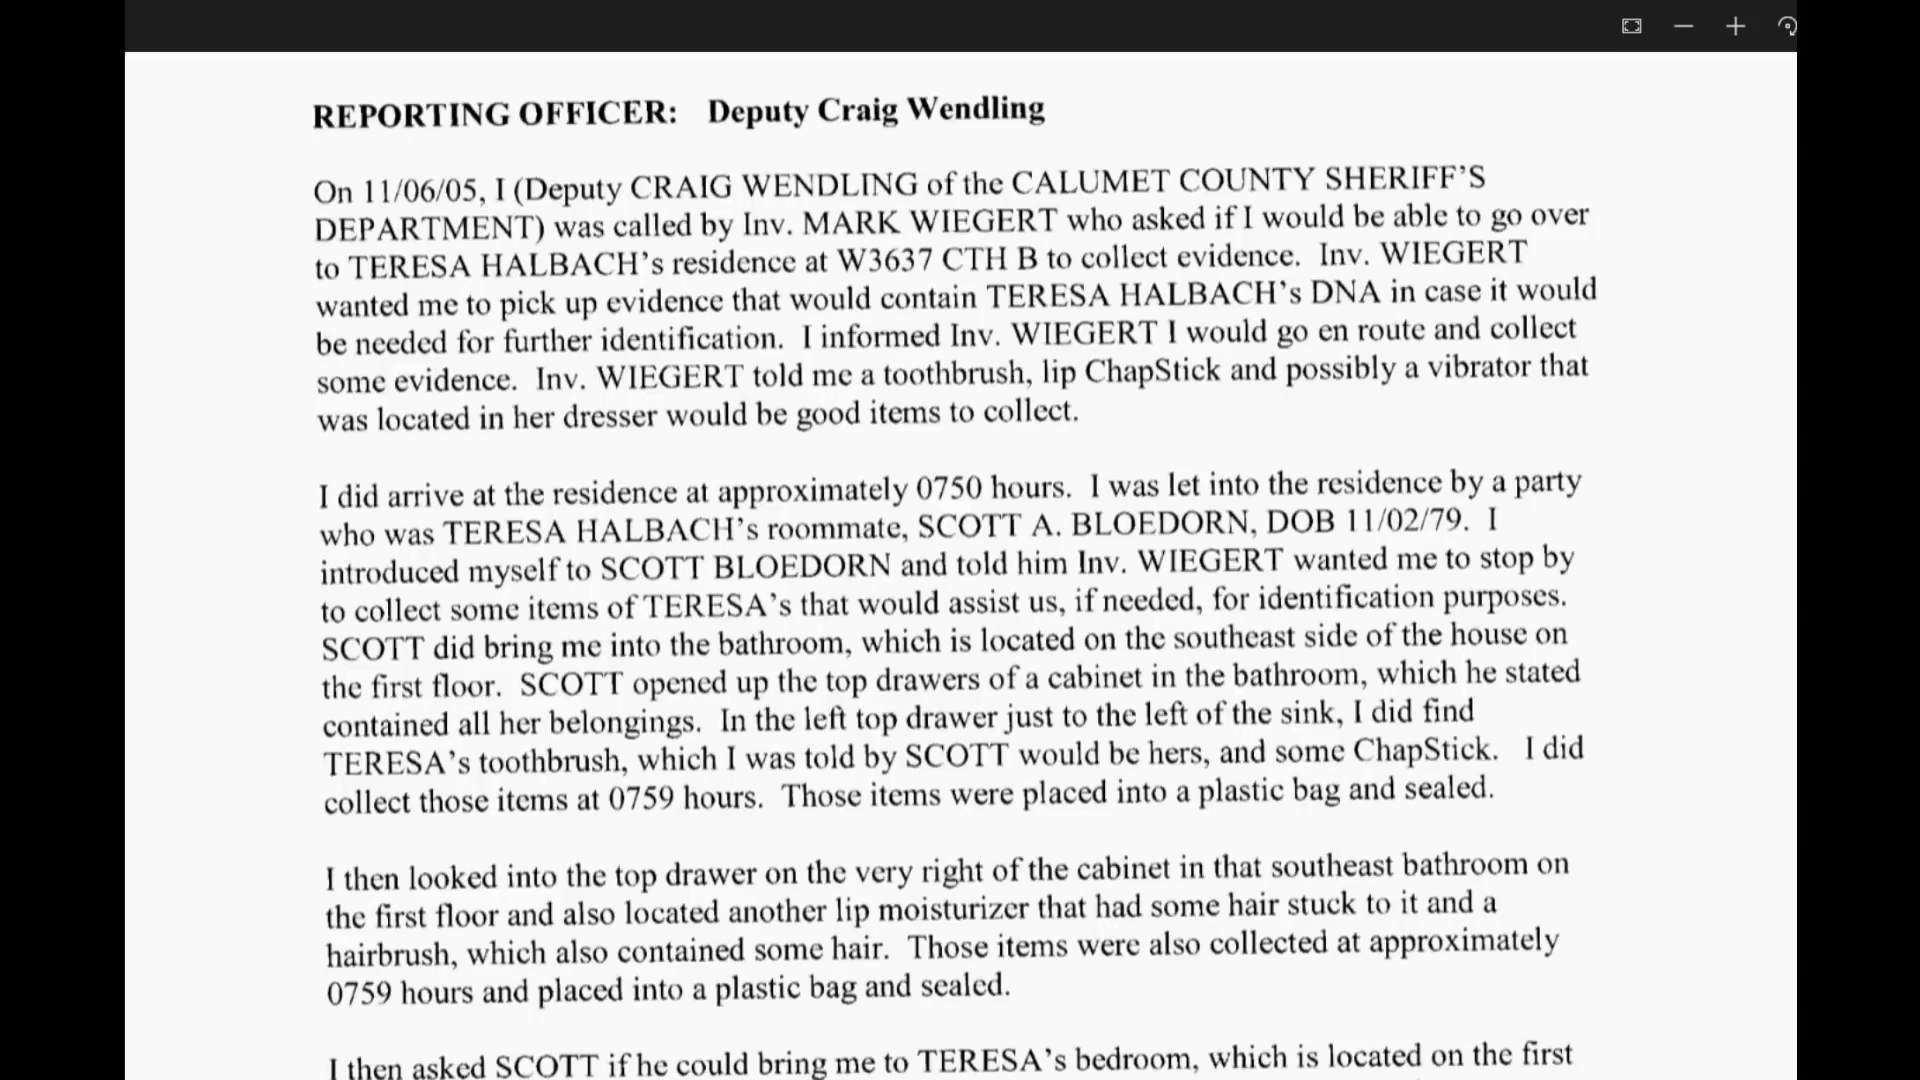 REPORTING OFFICER: Deputy Craig Wendling
On 11/06/05, I (Deputy CRAIG WENDLING of the CALUMET COUNTY SHERIFF'S
DEPARTMENT) was called by Inv. MARK WIEGERT who asked if I would be able to go over
to TERESA HALBACH's residence at W3637 CTH B to collect evidence. Inv. WIEGERT
wanted me to pick up evidence that would contain TERESA HALBACH's DNA in case it would
be needed for further identification. I informed Inv. WIEGERT I would go en route and collect
some evidence. Inv. WIEGERT told me a toothbrush, lip ChapStick and possibly a vibrator that
was located in her dresser would be good items to collect.
I did arrive at the residence at approximately 0750 hours. I was let into the residence by a party
who was TERESA HALBACH's roommate, SCOTT A. BLOEDORN, DOB 11/02/79. I
introduced myself to SCOTT BLOEDORN and told him Inv. WIEGERT wanted me to stop by
to collect some items of TERESA's that would assist us, if needed, for identification purposes.
SCOTT did bring me into the bathroom, which is located on the southeast side of the house on
the first floor. SCOTT opened up the top drawers of a cabinet in the bathroom, which he stated
contained all her belongings. In the left top drawer just to the left of the sink, I did find
TERESA's toothbrush, which I was told by SCOTT would be hers, and some ChapStick. I did
collect those items at 0759 hours. Those items were placed into a plastic bag and sealed.
I then looked into the top drawer on the very right of the cabinet in that southeast bathroom on
the first floor and also located another lip moisturizer that had some hair stuck to it and a
hairbrush, which also contained some hair. Those items were also collected at approximately
0759 hours and placed into a plastic bag and sealed.
I then asked SCOTT if he could bring me to TERESA's bedroom, which is located on the first